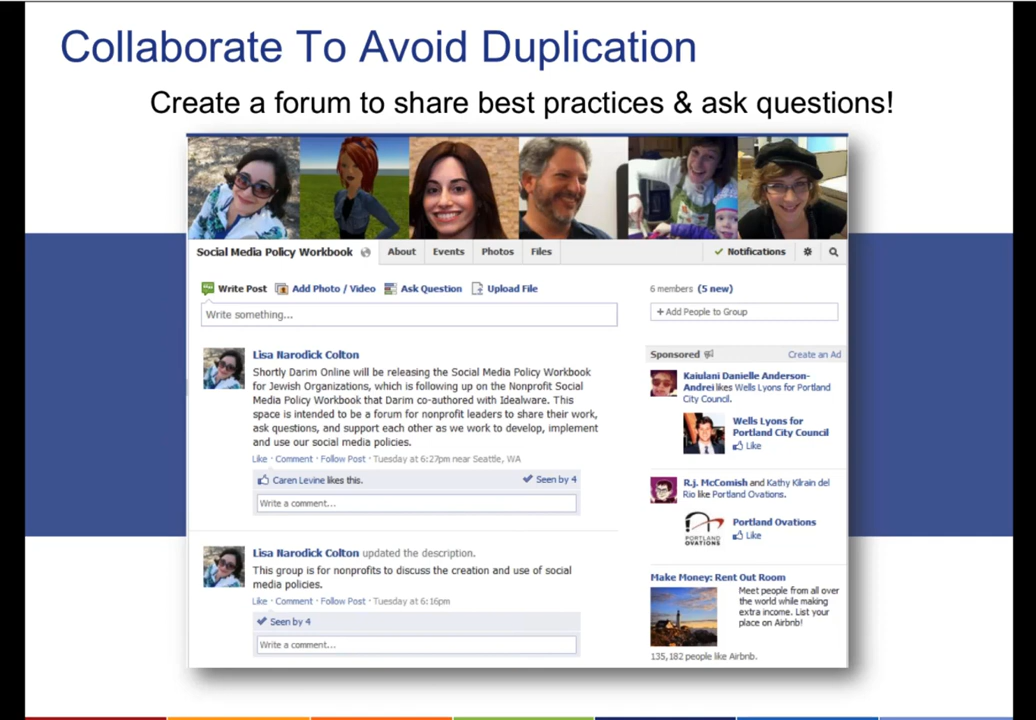 Collaborate To Avoid Duplication
Create a forum to share best practices & ask questions!
Social Media Policy Workbook About Events Photos Files Notifications
Write Post Add Photo / Video Ask Question Upload File
Write something...
Lisa Narodick Colton
Shortly Darim Online will be releasing the Social Media Policy Workbook
for Jewish Organizations, which is following up on the Nonprofit Social
Media Policy Workbook that Darim co-authored with Idealware. This
space is intended to be a forum for nonprofit leaders to share their work,
ask questions, and support each other as we work to develop, implement
and use our social media policies.
Like · Comment · Follow Post · Tuesday at 6:27pm near Seattle, WA
Caren Levine likes this. Seen by 4
Write a comment...
Lisa Narodick Colton updated the description.
This group is for nonprofits to discuss the creation and use of social
media policies.
Like · Comment · Follow Post · Tuesday at 6:16pm
Seen by 4
Write a comment...
6 members (5 new)
+ Add People to Group
Sponsored Create an Ad
Kaiulani Danielle Anderson-
Andrei likes Wells Lyons for Portland
City Council.
Wells Lyons for
Portland City Council
Like
R.j. McComish and Kathy Kilrain del
Rio like Portland Ovations.
PORTLAND
OVATIONS
Portland Ovations
Like
Make Money: Rent Out Room
Meet people from all over
the world while making
extra income. List your
place on Airbnb!
135,182 people like Airbnb.